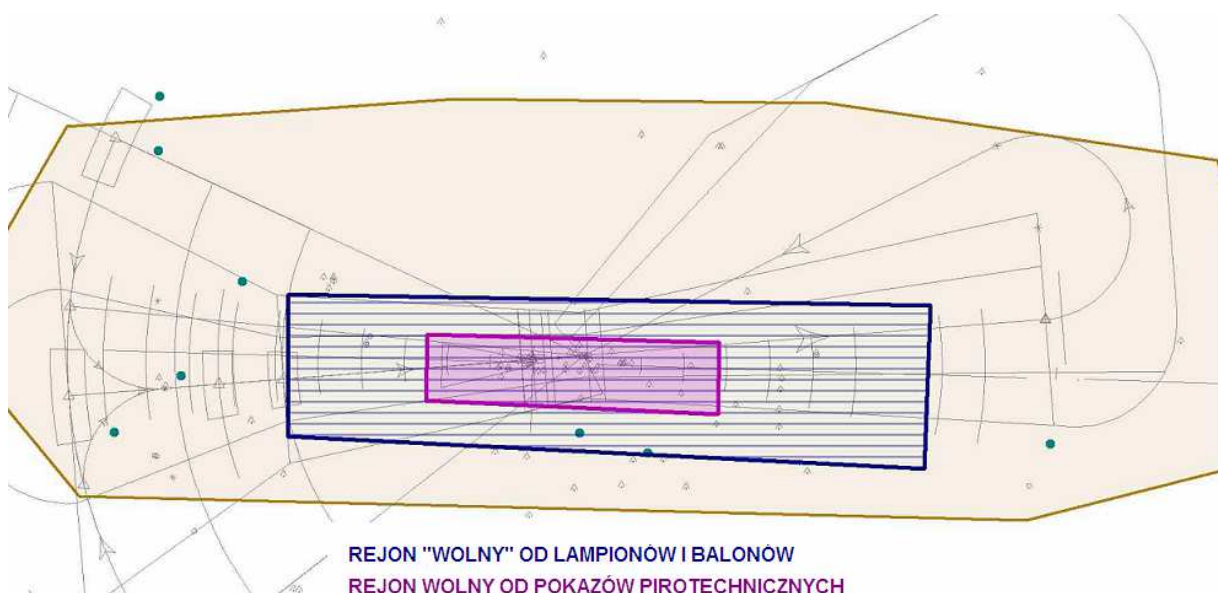 REJON "WOLNY" OD LAMPIONÓW I BALONÓW
REJON WOLNY OD POKAZÓW PIROTECHNICZNYCH